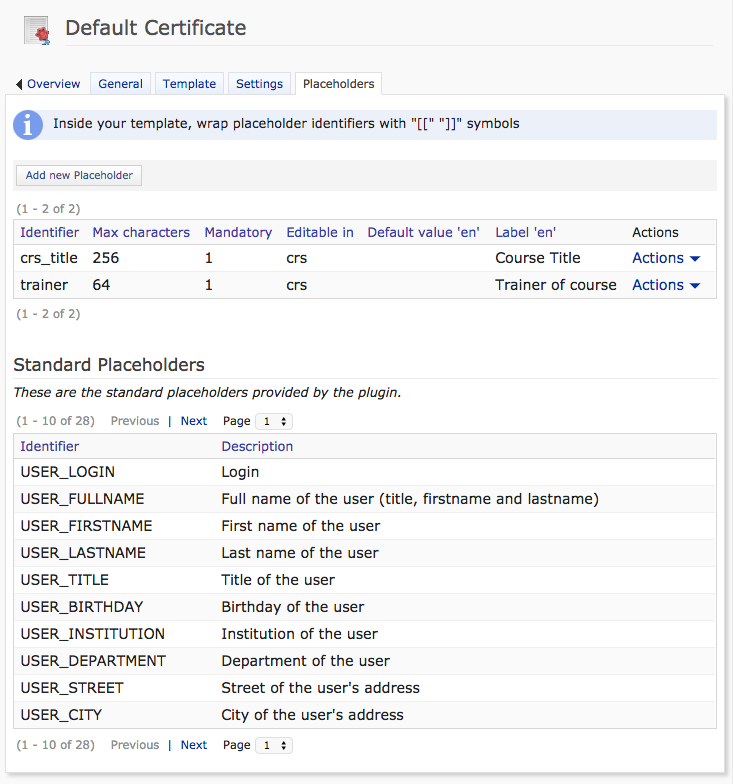 Default Certificate
Overview General Template Settings Placeholders
i Inside your template, wrap placeholder identifiers with "[[" "]]" symbols
Add new Placeholder
(1 - 2 of 2)
Identifier Max characters Mandatory Editable in Default value 'en' Label 'en' Actions
crs_title 256 1 crs Course Title Actions
trainer 64 1 crs Trainer of course Actions
(1 - 2 of 2)
Standard Placeholders
These are the standard placeholders provided by the plugin.
(1 - 10 of 28) Previous | Next Page 1
Identifier Description
USER_LOGIN Login
USER_FULLNAME Full name of the user (title, firstname and lastname)
USER_FIRSTNAME First name of the user
USER_LASTNAME Last name of the user
USER_TITLE Title of the user
USER_BIRTHDAY Birthday of the user
USER_INSTITUTION Institution of the user
USER_DEPARTMENT Department of the user
USER_STREET Street of the user's address
USER_CITY City of the user's address
(1 - 10 of 28) Previous | Next Page 1